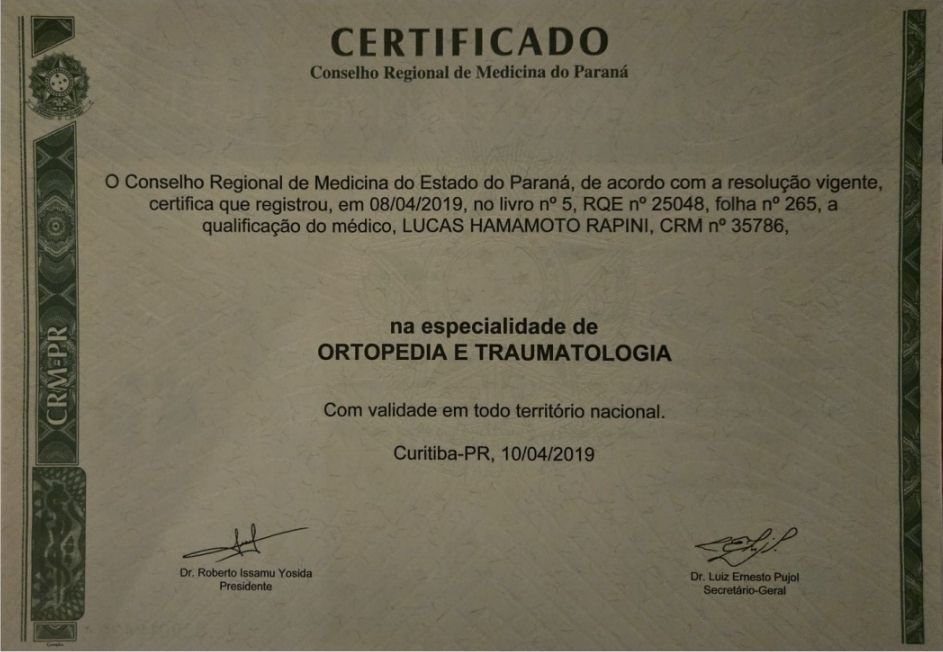 CERTIFICADO
Conselho Regional de Medicina do Paraná
O Conselho Regional de Medicina do Estado do Paraná, de acordo com a resolução vigente,
certifica que registrou, em 08/04/2019, no livro nº 5, RQE nº 25048, folha nº 265, a
qualificação do médico, LUCAS HAMAMOTO RAPINI, CRM nº 35786,
na especialidade de
ORTOPEDIA E TRAUMATOLOGIA
Com validade em todo território nacional.
Curitiba-PR, 10/04/2019
Dr. Roberto Issamu Yosida
Presidente
Dr. Luiz Ernesto Pujol
Secretário-Geral
CRM-PR